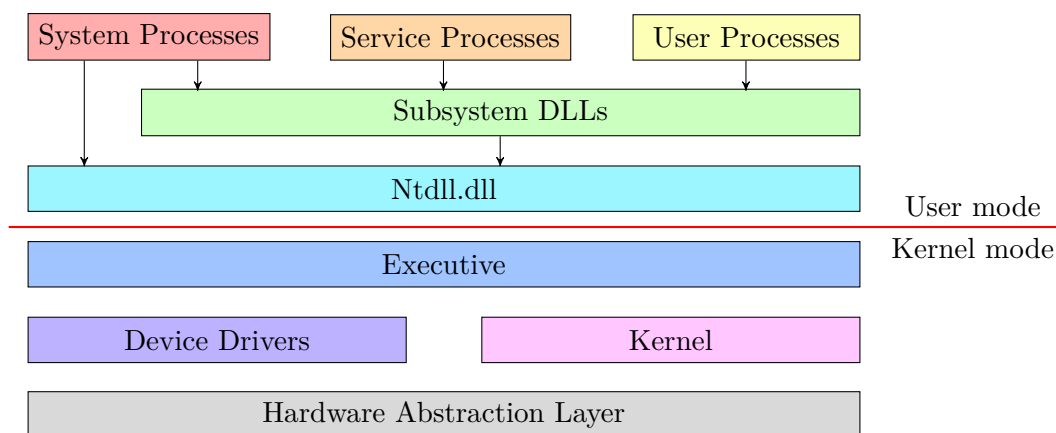 System Processes
Service Processes
User Processes
Subsystem DLLs
Ntdll.dll
User mode
Kernel mode
Executive
Device Drivers
Kernel
Hardware Abstraction Layer